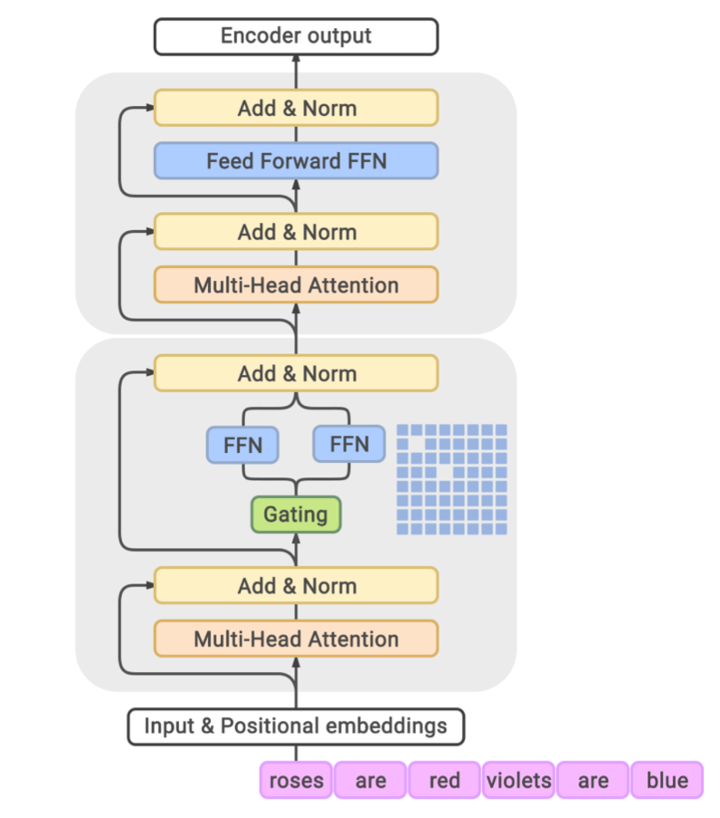 Encoder output
Add & Norm
Feed Forward FFN
Add & Norm
Multi-Head Attention
Add & Norm
FFN FFN
Gating
Add & Norm
Multi-Head Attention
Input & Positional embeddings
roses are red violets are blue